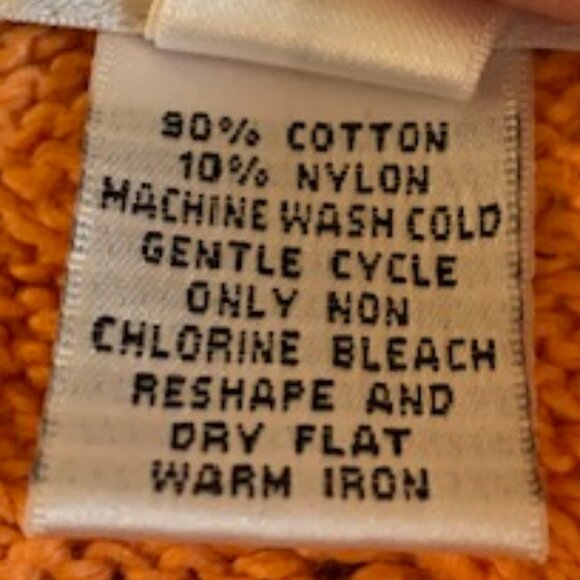 90% COTTON
10% NYLON
MACHINE WASH COLD
GENTLE CYCLE
ONLY NON
CHLORINE BLEACH
RESHAPE AND
DRY FLAT
WARM IRON